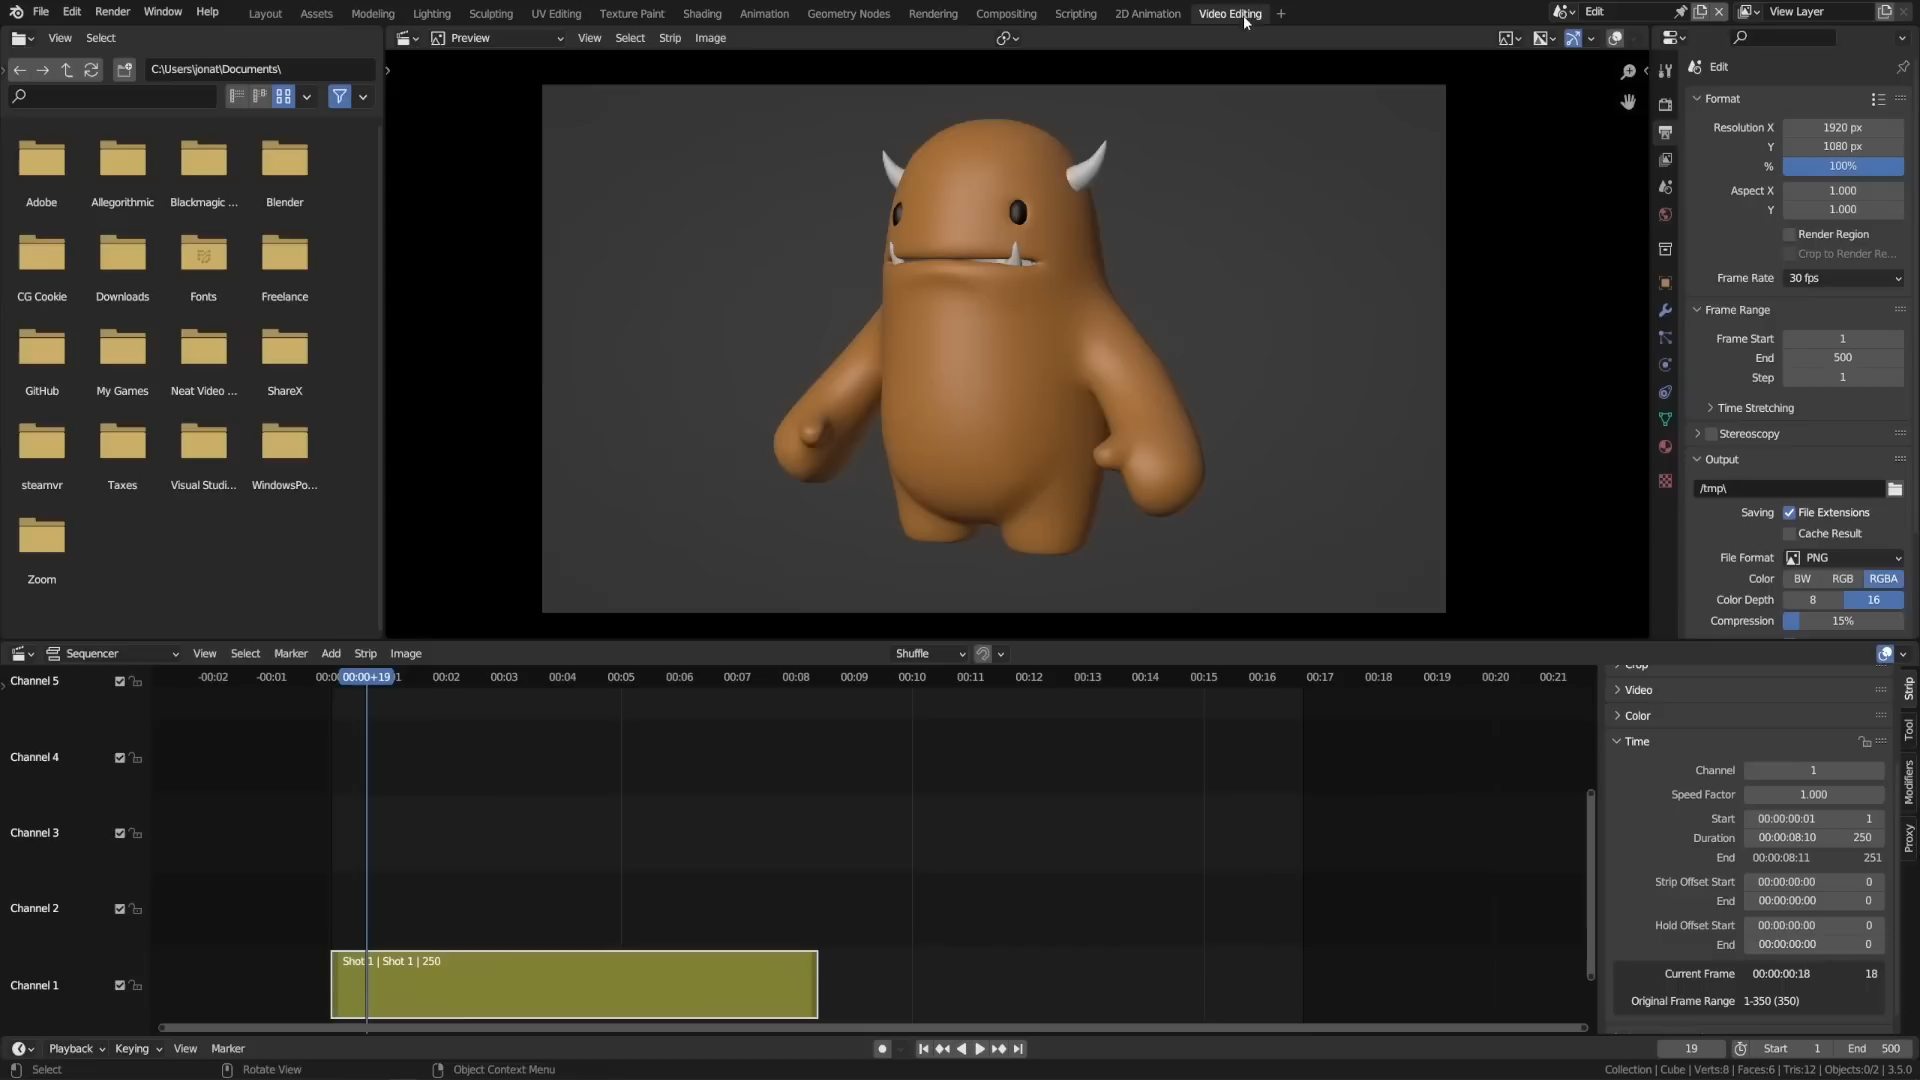 File Edit Render Window Help Layout Assets Modeling Lighting Sculpting UV Editing Texture Paint Shading Animation Geometry Nodes Rendering Compositing Scripting 2D Animation Video Editing + Edit View Layer
View Select Preview View Select Strip Image
C:\Users\jonat\Documents\ Edit
Format
Resolution X 1920 px
Y 1080 px
% 100%
Aspect X 1.000
Y 1.000
Render Region
Crop to Render Re...
Frame Rate 30 fps
Frame Range
Frame Start 1
End 500
Step 1
Time Stretching
Stereoscopy
Output
/tmp\
Saving File Extensions
Cache Result
File Format PNG
Color BW RGB RGBA
Color Depth 8 16
Compression 15%
Adobe Allegorithmic Blackmagic ... Blender
CG Cookie Downloads Fonts Freelance
GitHub My Games Neat Video ... ShareX
steamvr Taxes Visual Studi... WindowsPo...
Zoom
Sequencer View Select Marker Add Strip Image Shuffle
-00:02 -00:01 00:00+19 00:02 00:03 00:04 00:05 00:06 00:07 00:08 00:09 00:10 00:11 00:12 00:13 00:14 00:15 00:16 00:17 00:18 00:19 00:20 00:21
Channel 5
Channel 4
Channel 3
Channel 2
Channel 1
Shot 1 | Shot 1 | 250
Crop
Video
Color
Time
Channel 1
Speed Factor 1.000
Start 00:00:00:01 1
Duration 00:00:08:10 250
End 00:00:08:11 251
Strip Offset Start 00:00:00:00 0
End 00:00:00:00 0
Hold Offset Start 00:00:00:00 0
End 00:00:00:00 0
Current Frame 00:00:00:18 18
Original Frame Range 1-350 (350)
Strip
Tool
Modifiers
Proxy
Playback Keying View Marker 19 Start 1 End 500
Select Rotate View Object Context Menu Collection | Cube | Verts:8 | Faces:6 | Tris:12 | Objects:0/2 | 3.5.0